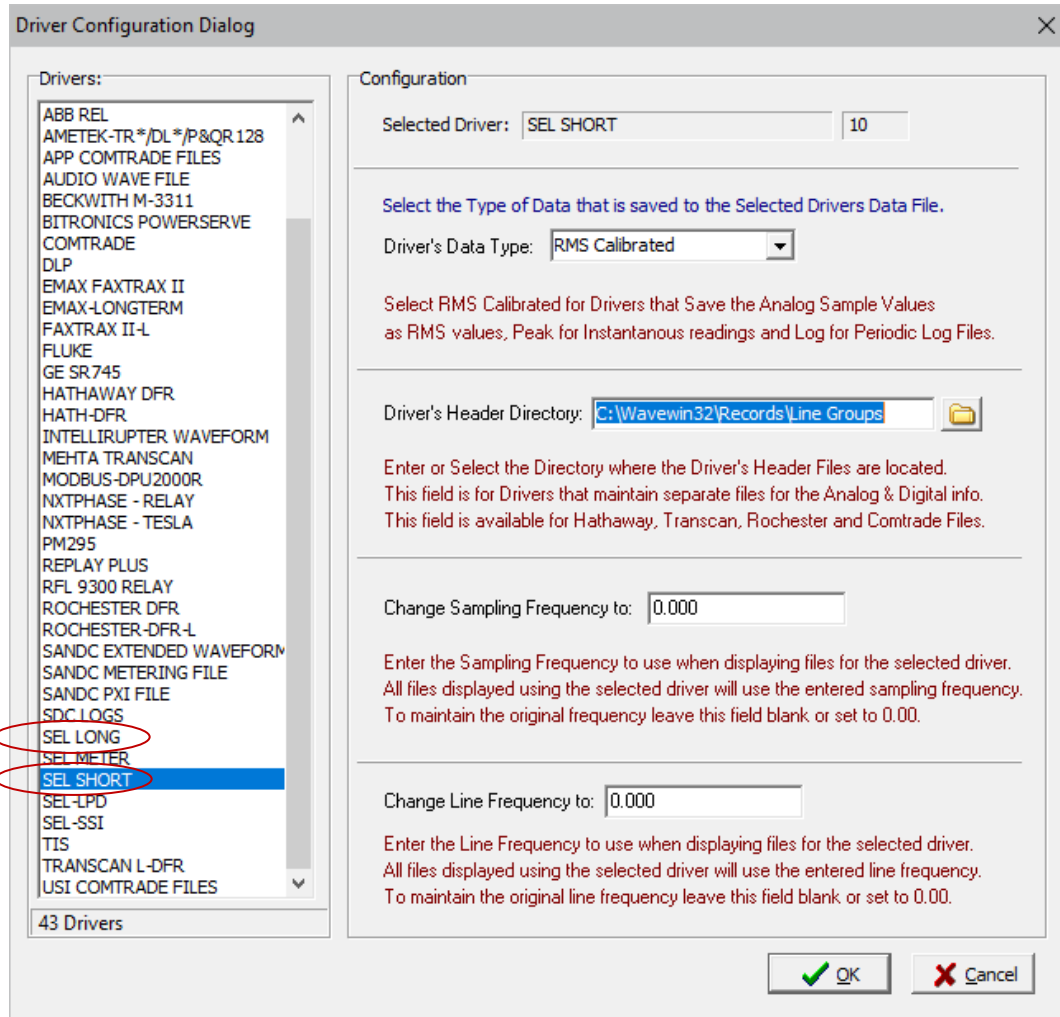 Driver Configuration Dialog
Drivers:
ABB REL
AMETEK-TR*/DL*/P&QR128
APP COMTRADE FILES
AUDIO WAVE FILE
BECKWITH M-3311
BITRONICS POWERSERVE
COMTRADE
DLP
EMAX FAXTRAX II
EMAX-LONGTERM
FAXTRAX II-L
FLUKE
GE SR745
HATHAWAY DFR
HATH-DFR
INTELLIRUPTER WAVEFORM
MEHTA TRANSCAN
MODBUS-DPU2000R
NXTPHASE - RELAY
NXTPHASE - TESLA
PM295
REPLAY PLUS
RFL 9300 RELAY
ROCHESTER DFR
ROCHESTER-DFR-L
SANDC EXTENDED WAVEFORM
SANDC METERING FILE
SANDC PXI FILE
SDC LOGS
SEL LONG
SEL METER
SEL SHORT
SEL-LPD
SEL-SSI
TIS
TRANSCAN L-DFR
USI COMTRADE FILES
43 Drivers
Configuration
Selected Driver: SEL SHORT 10
Select the Type of Data that is saved to the Selected Drivers Data File.
Driver's Data Type: RMS Calibrated
Select RMS Calibrated for Drivers that Save the Analog Sample Values
as RMS values, Peak for Instantanous readings and Log for Periodic Log Files.
Driver's Header Directory: C:\Wavewin32\Records\Line Groups
Enter or Select the Directory where the Driver's Header Files are located.
This field is for Drivers that maintain separate files for the Analog & Digital info.
This field is available for Hathaway, Transcan, Rochester and Comtrade Files.
Change Sampling Frequency to: 0.000
Enter the Sampling Frequency to use when displaying files for the selected driver.
All files displayed using the selected driver will use the entered sampling frequency.
To maintain the original frequency leave this field blank or set to 0.00.
Change Line Frequency to: 0.000
Enter the Line Frequency to use when displaying files for the selected driver.
All files displayed using the selected driver will use the entered line frequency.
To maintain the original line frequency leave this field blank or set to 0.00.
OK Cancel